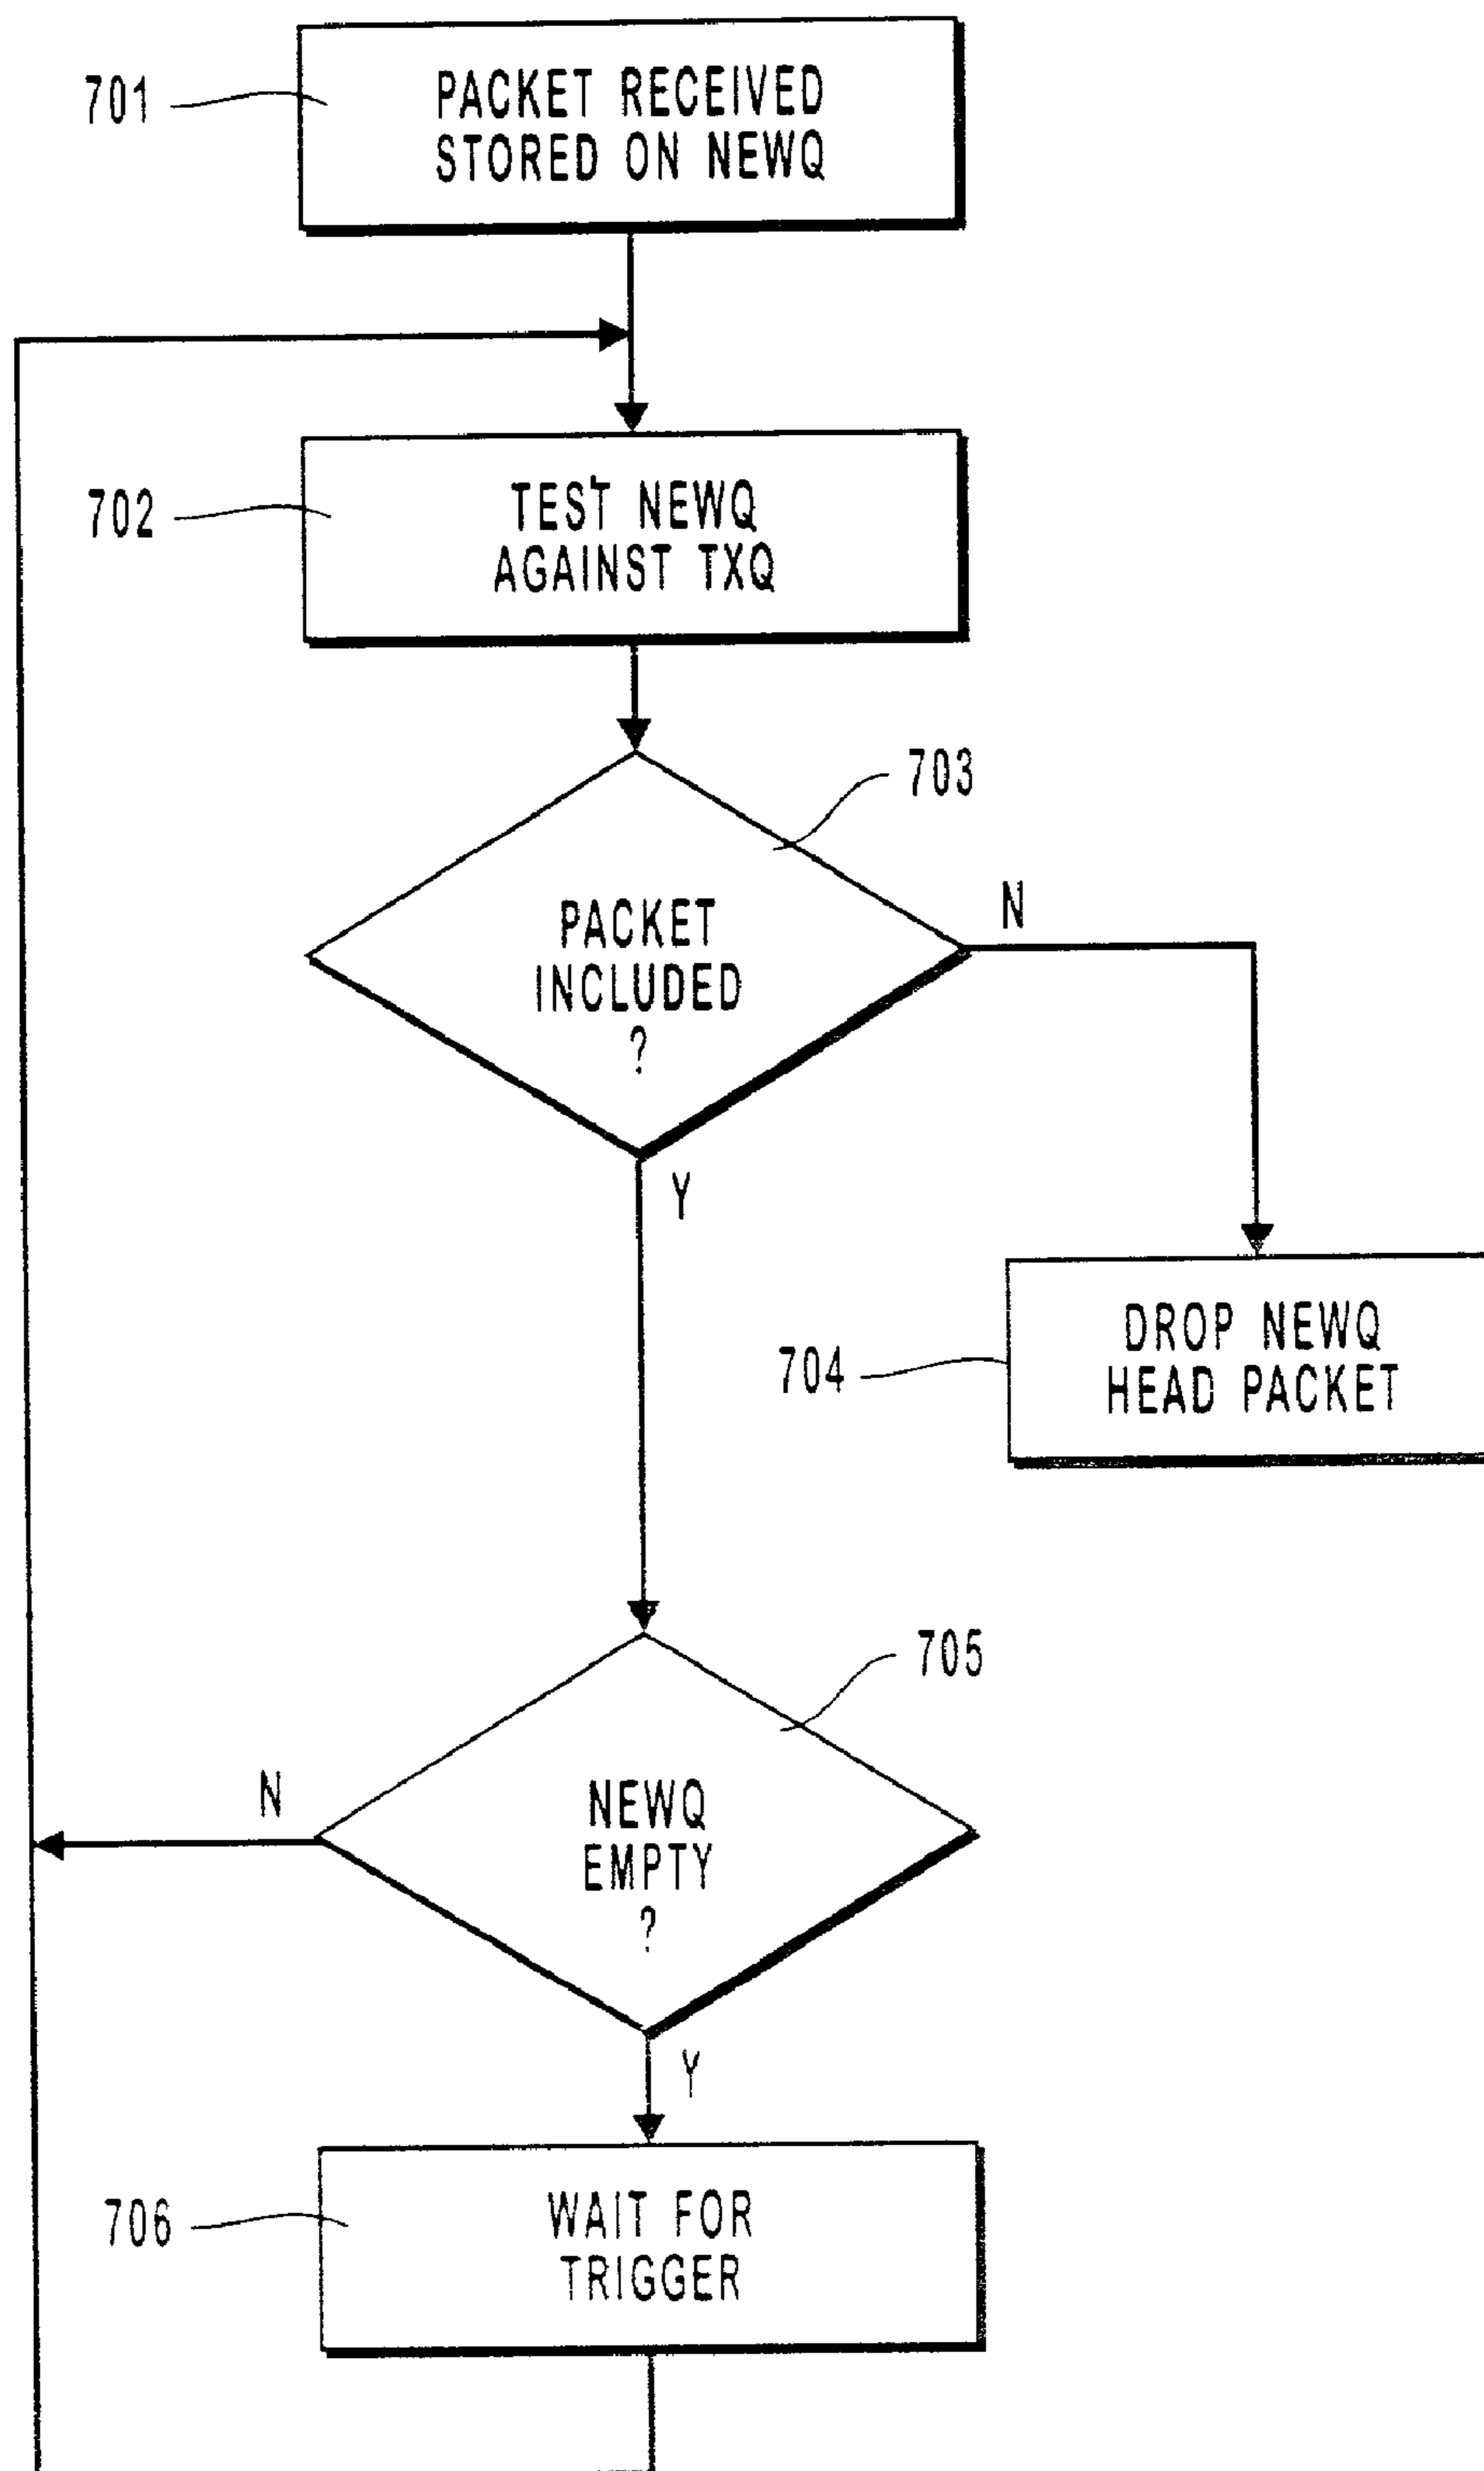 701
PACKET RECEIVED
STORED ON NEWQ
702
TEST NEWQ
AGAINST TXQ
703
PACKET
INCLUDED
?
N
Y
704
DROP NEWQ
HEAD PACKET
705
NEWQ
EMPTY
?
N
Y
706
WAIT FOR
TRIGGER